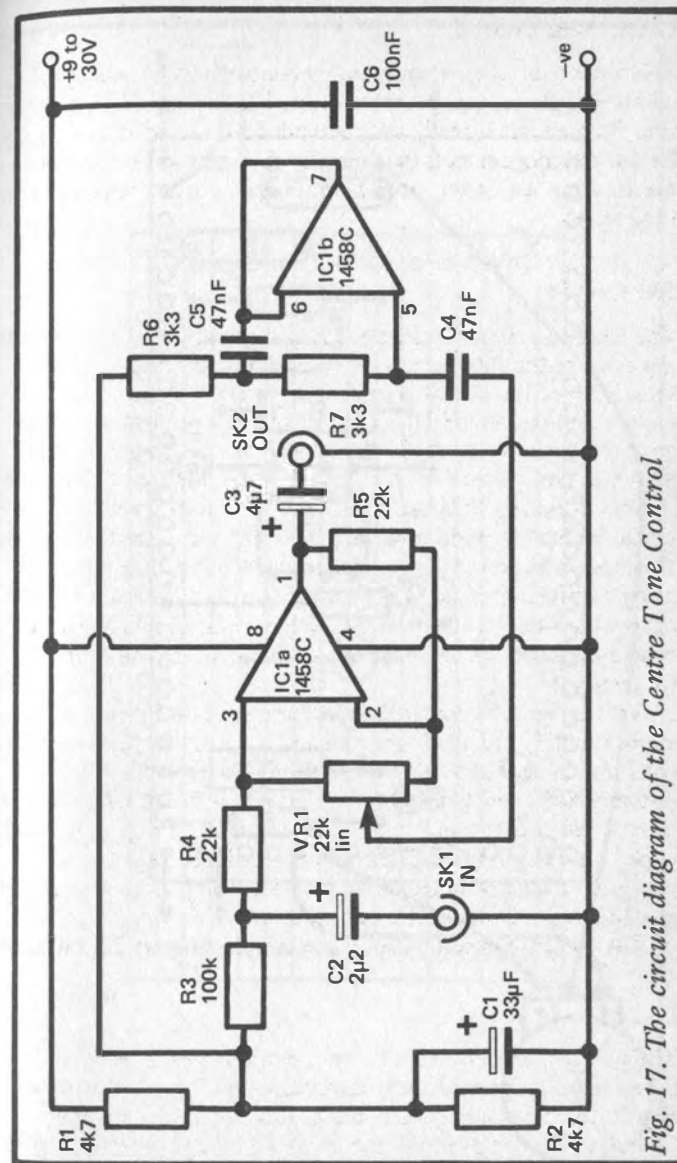 +9 to
30V
−ve
C6
100nF
7
IC1b
1458C
6
5
C5
47nF
R6
3k3
C4
47nF
R7
3k3
SK2
OUT
C3
4µ7
+
R5
22k
1
8
IC1a
1458C
4
3
2
R4
22k
VR1
22k
lin
+
C2
2µ2
SK1
IN
R3
100k
+
C1
33µF
R1
4k7
R2
4k7
Fig. 17. The circuit diagram of the Centre Tone Control